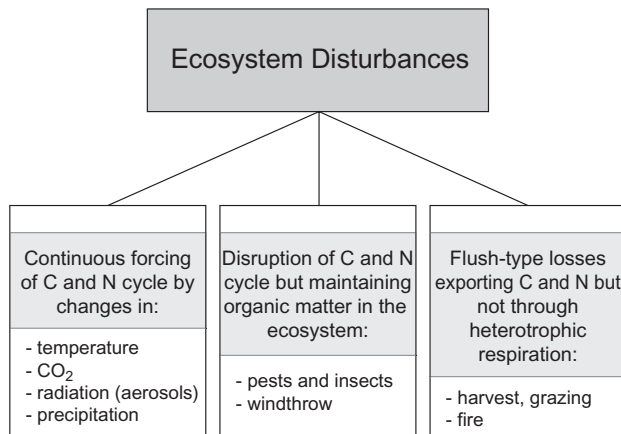 Ecosystem Disturbances
Continuous forcing
of C and N cycle by
changes in:
- temperature
- CO₂
- radiation (aerosols)
- precipitation
Disruption of C and N
cycle but maintaining
organic matter in the
ecosystem:
- pests and insects
- windthrow
Flush-type losses
exporting C and N but
not through
heterotrophic
respiration:
- harvest, grazing
- fire